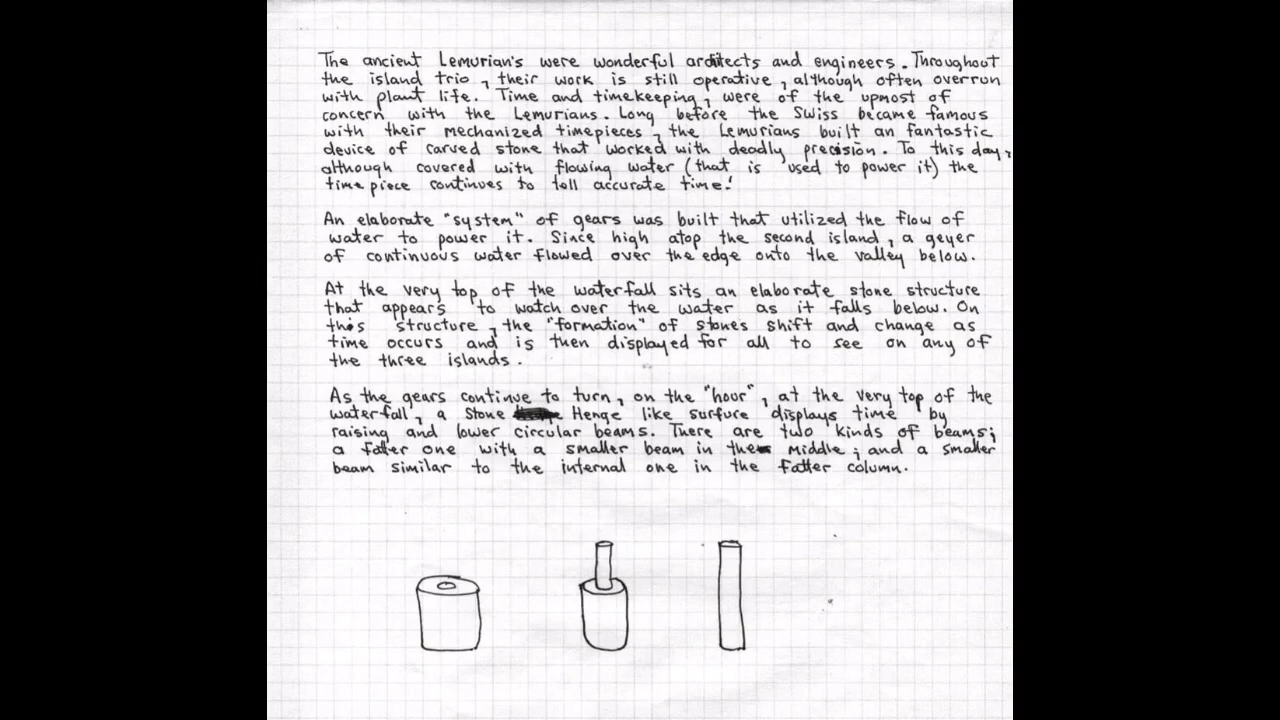 The ancient Lemurian's were wonderful architects and engineers. Throughout
the island trio, their work is still operative, although often overrun
with plant life. Time and timekeeping, were of the upmost of
concern with the Lemurians. Long before the Swiss became famous
with their mechanized timepieces, the Lemurians built an fantastic
device of carved stone that worked with deadly precision. To this day,
although covered with flowing water (that is used to power it) the
timepiece continues to tell accurate time!
An elaborate "system" of gears was built that utilized the flow of
water to power it. Since high atop the second island, a geyer
of continuous water flowed over the edge onto the valley below.
At the very top of the waterfall sits an elaborate stone structure
that appears to watch over the water as it falls below. On
this structure, the "formation" of stones shift and change as
time occurs and is then displayed for all to see on any of
the three islands.
As the gears continue to turn, on the "hour", at the very top of the
waterfall, a Stone Henge like surfure displays time by
raising and lower circular beams. There are two kinds of beams;
a fatter one with a smaller beam in the Middle; and a smaller
beam similar to the internal one in the fatter column.